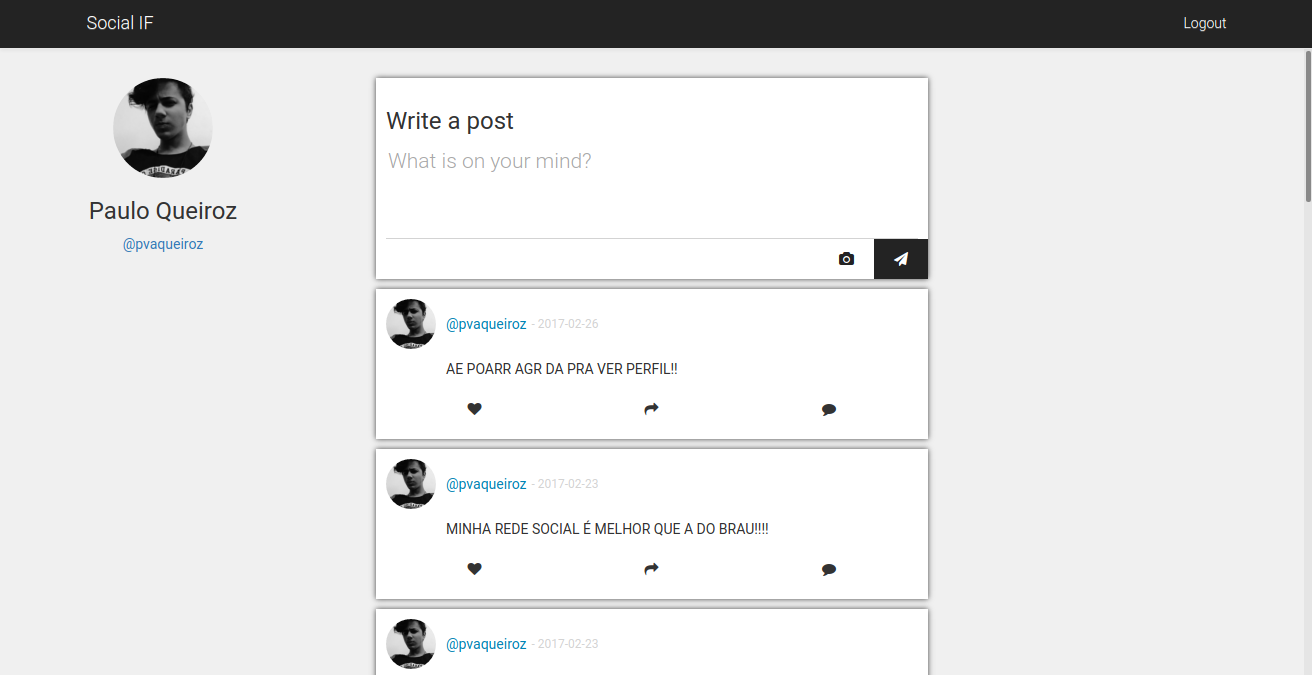 Social IF
Logout
Paulo Queiroz
@pvaqueiroz
Write a post
What is on your mind?
@pvaqueiroz - 2017-02-26
AE POARR AGR DA PRA VER PERFIL!!
@pvaqueiroz - 2017-02-23
MINHA REDE SOCIAL É MELHOR QUE A DO BRAU!!!!
@pvaqueiroz - 2017-02-23